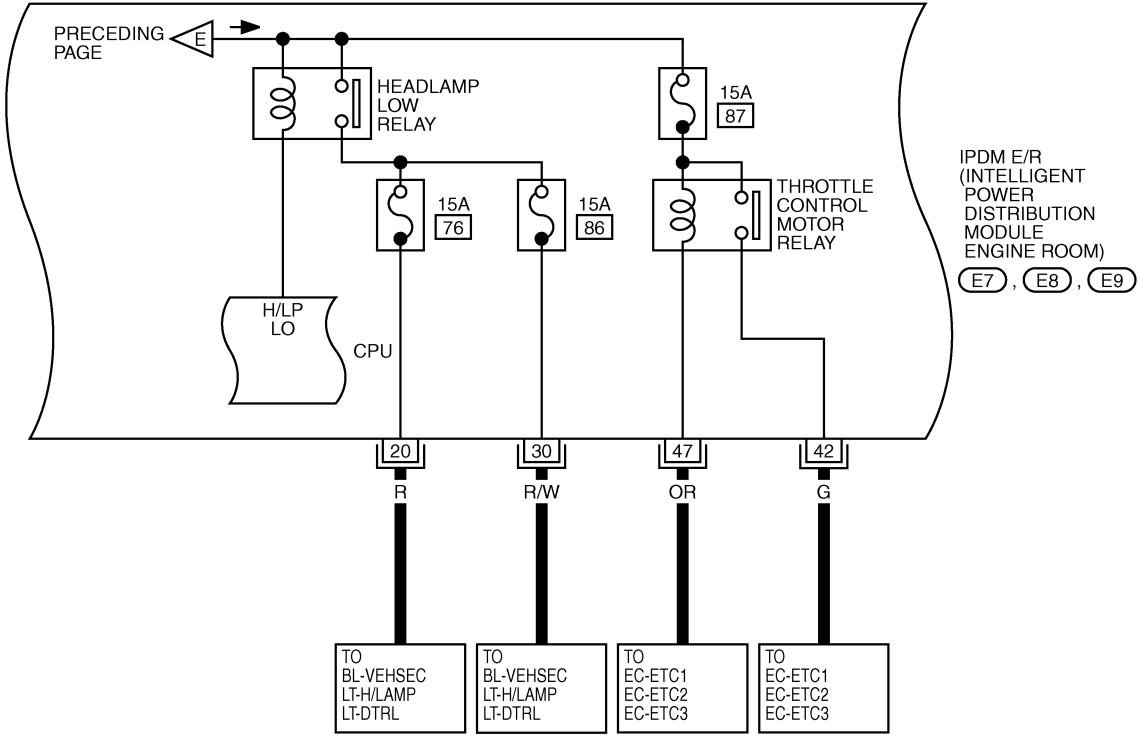 PRECEDING
PAGE
E
HEADLAMP
LOW
RELAY
15A
87
15A
76
15A
86
THROTTLE
CONTROL
MOTOR
RELAY
IPDM E/R
(INTELLIGENT
POWER
DISTRIBUTION
MODULE
ENGINE ROOM)
E7 , E8 , E9
H/LP
LO
CPU
20
30
47
42
R
R/W
OR
G
TO
BL-VEHSEC
LT-H/LAMP
LT-DTRL
TO
BL-VEHSEC
LT-H/LAMP
LT-DTRL
TO
EC-ETC1
EC-ETC2
EC-ETC3
TO
EC-ETC1
EC-ETC2
EC-ETC3